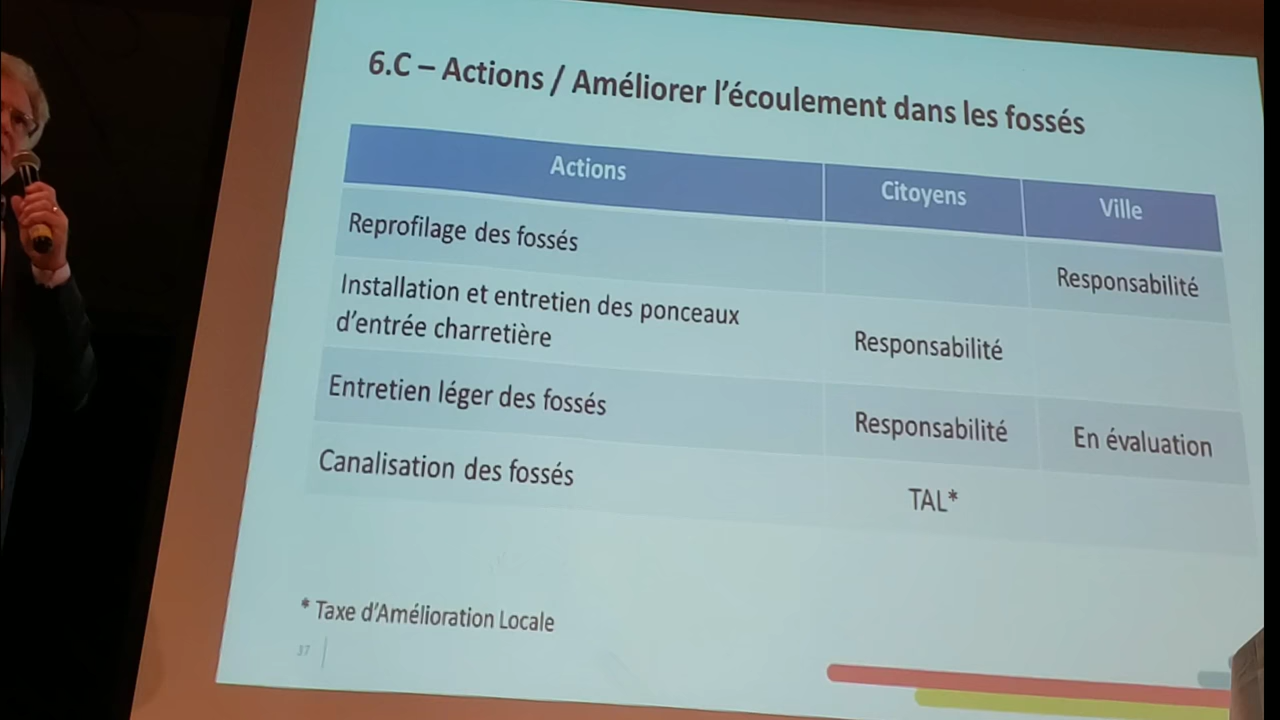 6.C – Actions / Améliorer l'écoulement dans les fossés
Actions Citoyens Ville
Reprofilage des fossés Responsabilité
Installation et entretien des ponceaux
d'entrée charretière Responsabilité
Entretien léger des fossés Responsabilité En évaluation
Canalisation des fossés TAL*
* Taxe d'Amélioration Locale
37